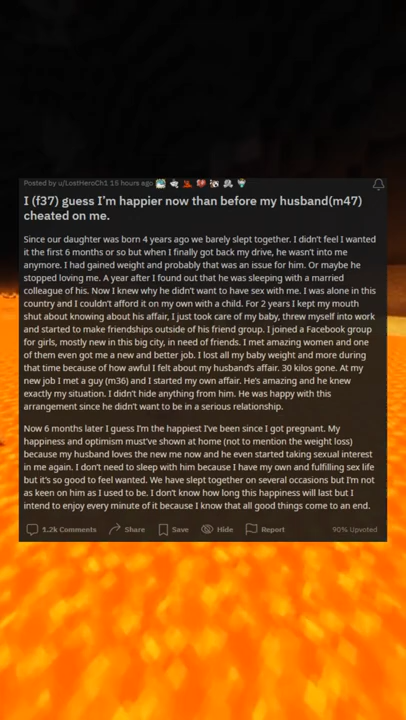 Posted by u/LostHeroCh1 15 hours ago
I (f37) guess I'm happier now than before my husband(m47)
cheated on me.
Since our daughter was born 4 years ago we barely slept together. I didn't feel I wanted
it the first 6 months or so but when I finally got back my drive, he wasn't into me
anymore. I had gained weight and probably that was an issue for him. Or maybe he
stopped loving me. A year after I found out that he was sleeping with a married
colleague of his. Now I knew why he didn't want to have sex with me. I was alone in this
country and I couldn't afford it on my own with a child. For 2 years I kept my mouth
shut about knowing about his affair, I just took care of my baby, threw myself into work
and started to make friendships outside of his friend group. I joined a Facebook group
for girls, mostly new in this big city, in need of friends. I met amazing women and one
of them even got me a new and better job. I lost all my baby weight and more during
that time because of how awful I felt about my husband's affair. 30 kilos gone. At my
new job I met a guy (m36) and I started my own affair. He's amazing and he knew
exactly my situation. I didn't hide anything from him. He was happy with this
arrangement since he didn't want to be in a serious relationship.
Now 6 months later I guess I'm the happiest I've been since I got pregnant. My
happiness and optimism must've shown at home (not to mention the weight loss)
because my husband loves the new me now and he even started taking sexual interest
in me again. I don't need to sleep with him because I have my own and fulfilling sex life
but it's so good to feel wanted. We have slept together on several occasions but I'm not
as keen on him as I used to be. I don't know how long this happiness will last but I
intend to enjoy every minute of it because I know that all good things come to an end.
1.2k Comments Share Save Hide Report 90% Upvoted